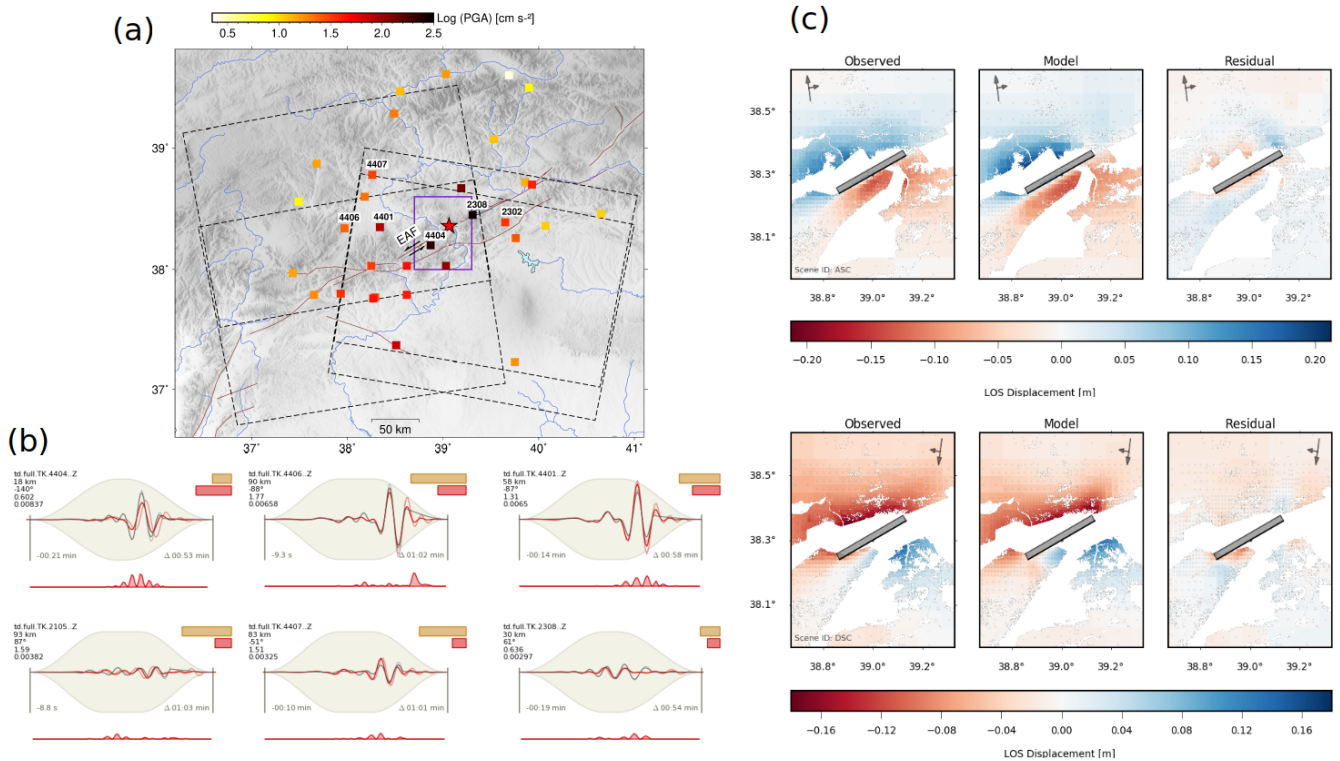 (a)
Log (PGA) [cm s⁻²]
0.5 1.0 1.5 2.0 2.5
39˚
38˚
37˚
4407
4406
4401
2308
2302
EAF
4404
50 km
37˚ 38˚ 39˚ 40˚ 41˚
(b)
td.full.TK.4404..Z
18 km
-140°
0.602
0.00837
-00:21 min
Δ 00:53 min
td.full.TK.4406..Z
90 km
-88°
1.77
0.00658
-9.3 s
Δ 01:02 min
td.full.TK.4401..Z
58 km
-87°
1.31
0.0065
-00:14 min
Δ 00:58 min
td.full.TK.2105..Z
93 km
87°
1.59
0.00382
-8.8 s
Δ 01:03 min
td.full.TK.4407..Z
83 km
-51°
1.51
0.00325
-00:10 min
Δ 01:01 min
td.full.TK.2308..Z
30 km
61°
0.636
0.00297
-00:19 min
Δ 00:54 min
(c)
Observed Model Residual
38.5°
38.3°
38.1°
Scene ID: ASC
38.8° 39.0° 39.2° 38.8° 39.0° 39.2° 38.8° 39.0° 39.2°
−0.20 −0.15 −0.10 −0.05 0.00 0.05 0.10 0.15 0.20
LOS Displacement [m]
Observed Model Residual
38.5°
38.3°
38.1°
Scene ID: DSC
38.8° 39.0° 39.2° 38.8° 39.0° 39.2° 38.8° 39.0° 39.2°
−0.16 −0.12 −0.08 −0.04 0.00 0.04 0.08 0.12 0.16
LOS Displacement [m]